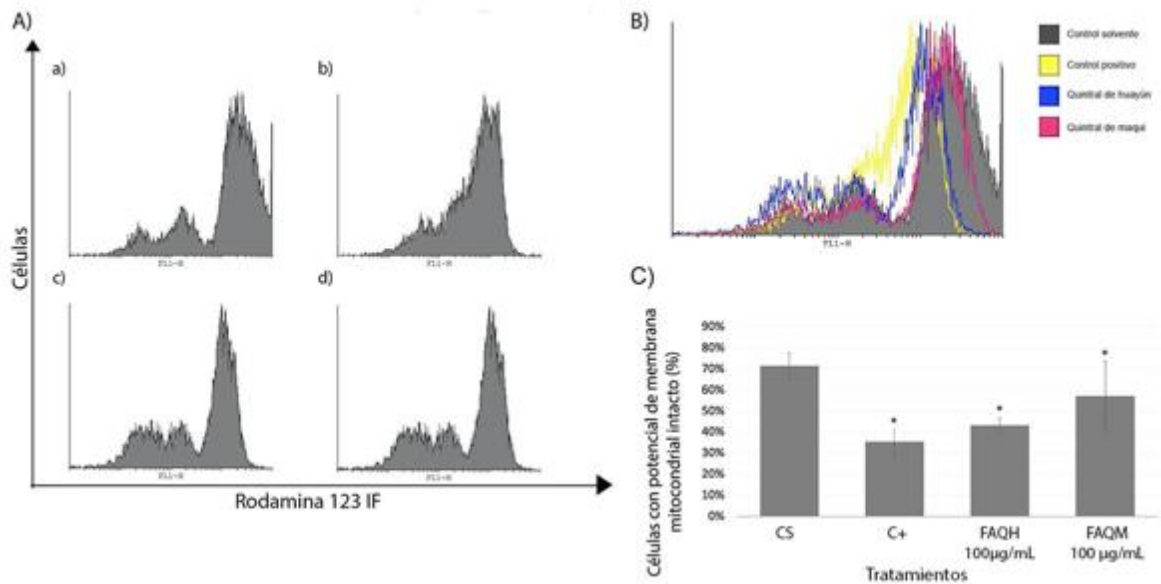 A)
a)
b)
FL1-H
FL1-H
c)
d)
FL1-H
FL1-H
Células
Rodamina 123 IF
B)
FL1-H
Control solvente
Control positivo
Quintral de huayún
Quintral de maqui
C)
Células con potencial de membrana
mitocondrial intacto (%)
90%
80%
70%
60%
50%
40%
30%
20%
10%
0%
*
*
*
CS
C+
FAQH
100µg/mL
FAQM
100 µg/mL
Tratamientos